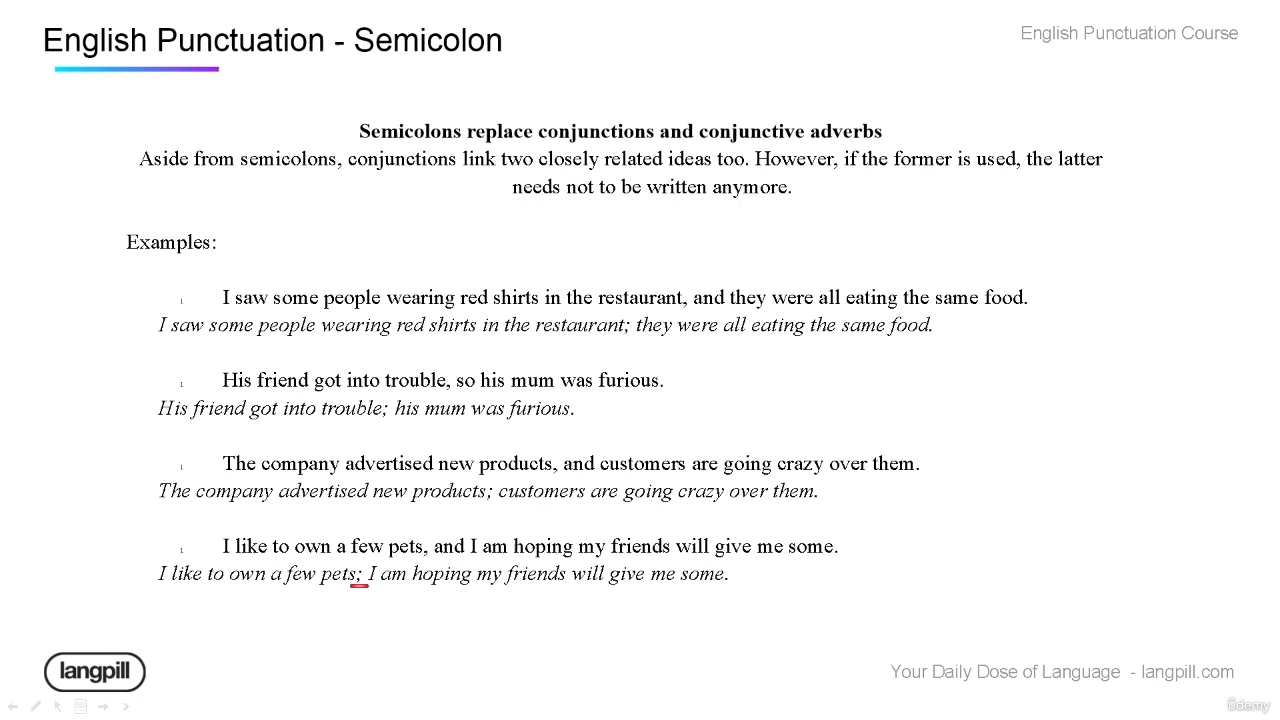 English Punctuation - Semicolon
English Punctuation Course
Semicolons replace conjunctions and conjunctive adverbs
Aside from semicolons, conjunctions link two closely related ideas too. However, if the former is used, the latter
needs not to be written anymore.
Examples:
1. I saw some people wearing red shirts in the restaurant, and they were all eating the same food.
I saw some people wearing red shirts in the restaurant; they were all eating the same food.
1. His friend got into trouble, so his mum was furious.
His friend got into trouble; his mum was furious.
1. The company advertised new products, and customers are going crazy over them.
The company advertised new products; customers are going crazy over them.
1. I like to own a few pets, and I am hoping my friends will give me some.
I like to own a few pets; I am hoping my friends will give me some.
langpill
Your Daily Dose of Language - langpill.com
ûdemy